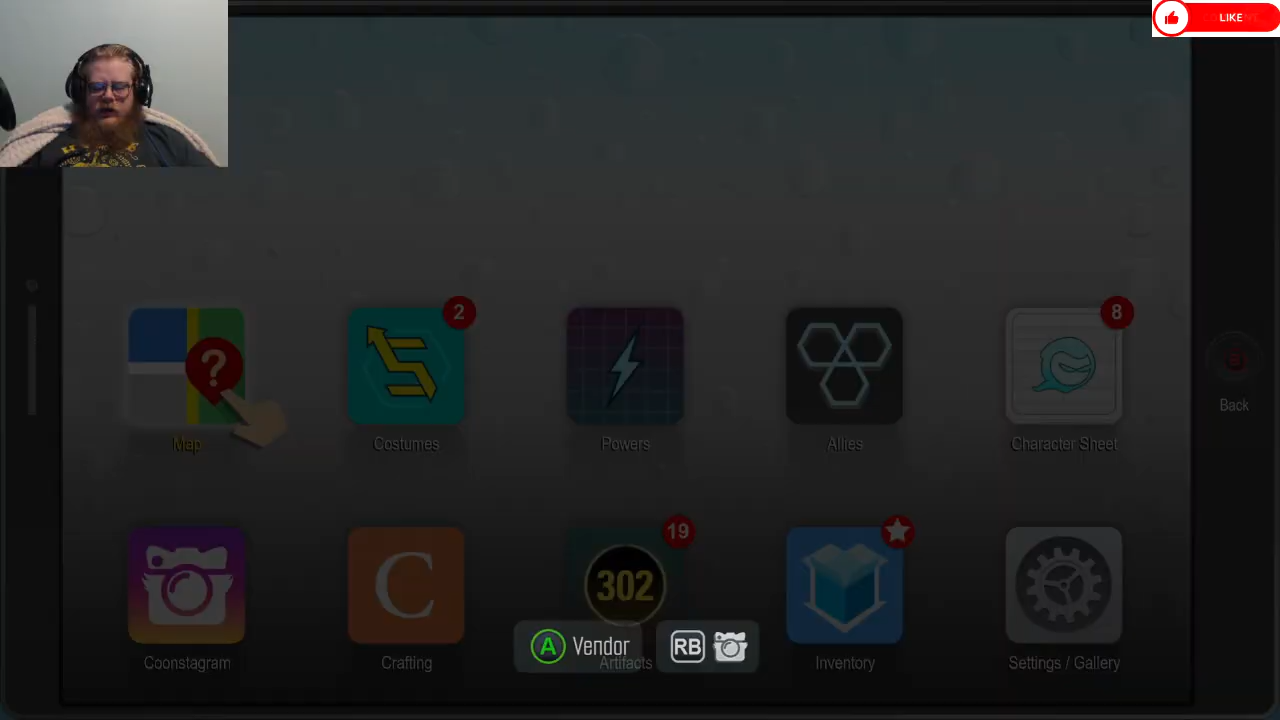 LIKE
2
8
?
Map
Costumes
Powers
Allies
Character Sheet
Back
19
C
302
A Vendor
RB
Coonstagram
Crafting
Artifacts
Inventory
Settings / Gallery